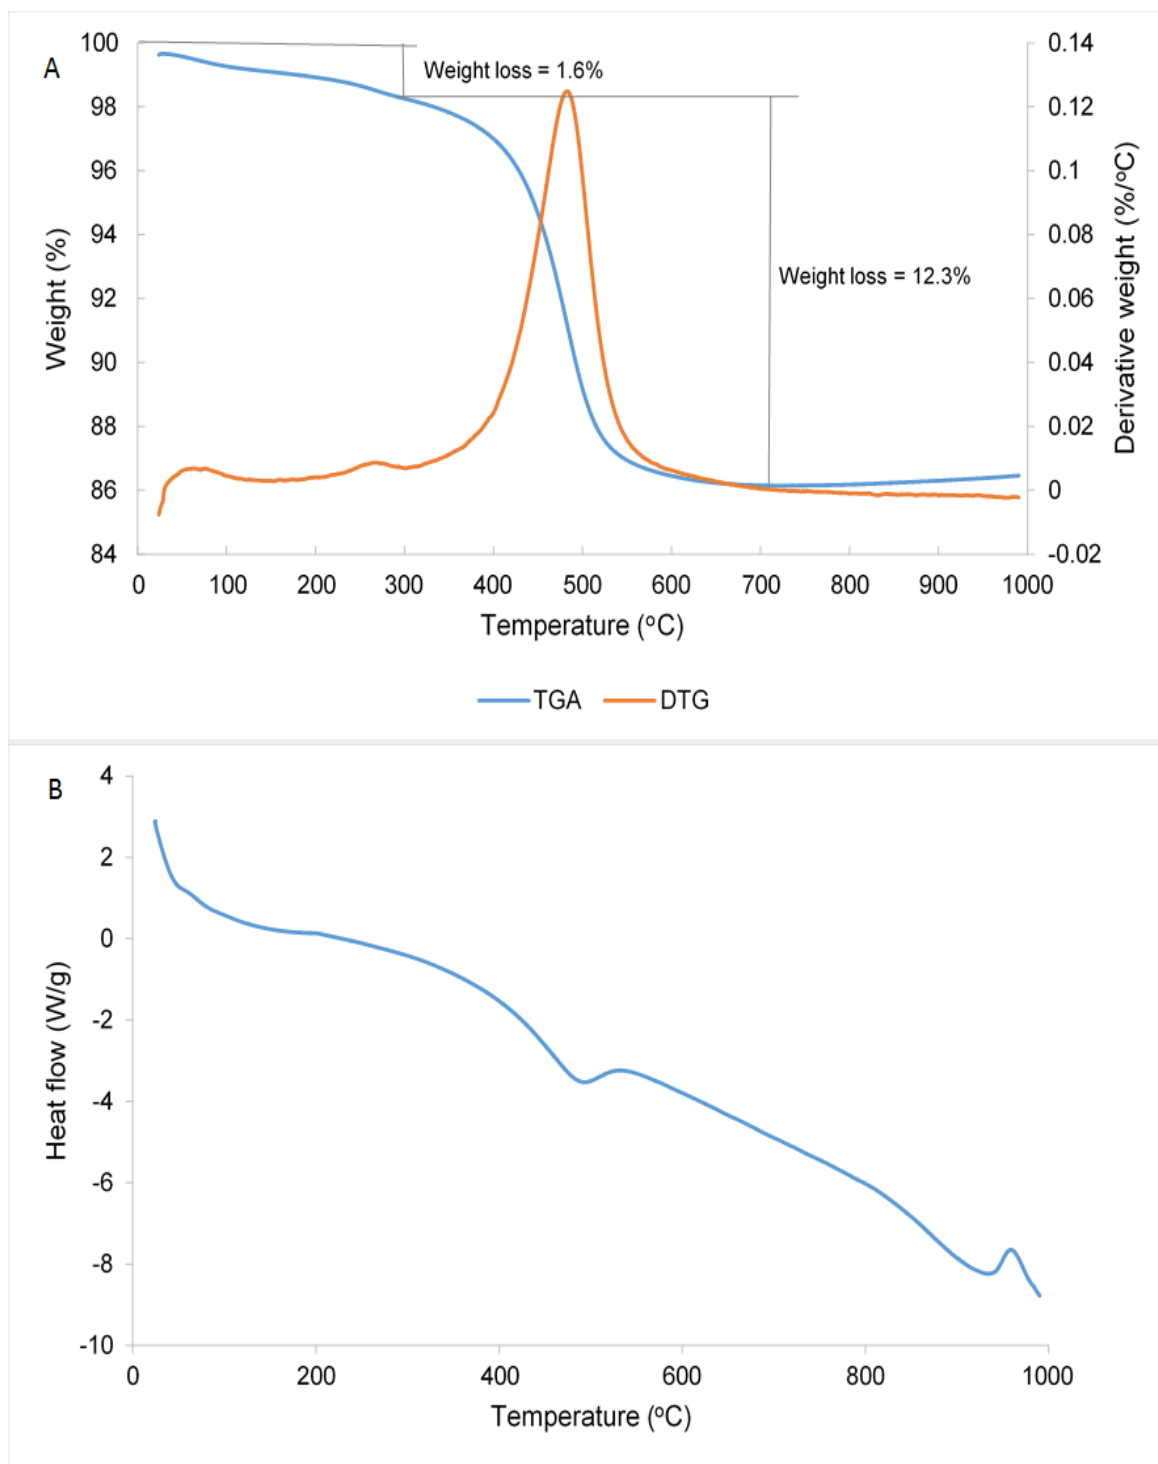 A
Weight (%)
100
98
96
94
92
90
88
86
84
Weight loss = 1.6%
Weight loss = 12.3%
0.14
0.12
0.1
0.08
0.06
0.04
0.02
0
-0.02
Derivative weight (%/ºC)
0 100 200 300 400 500 600 700 800 900 1000
Temperature (ºC)
TGA DTG
B
Heat flow (W/g)
4
2
0
-2
-4
-6
-8
-10
0 200 400 600 800 1000
Temperature (ºC)